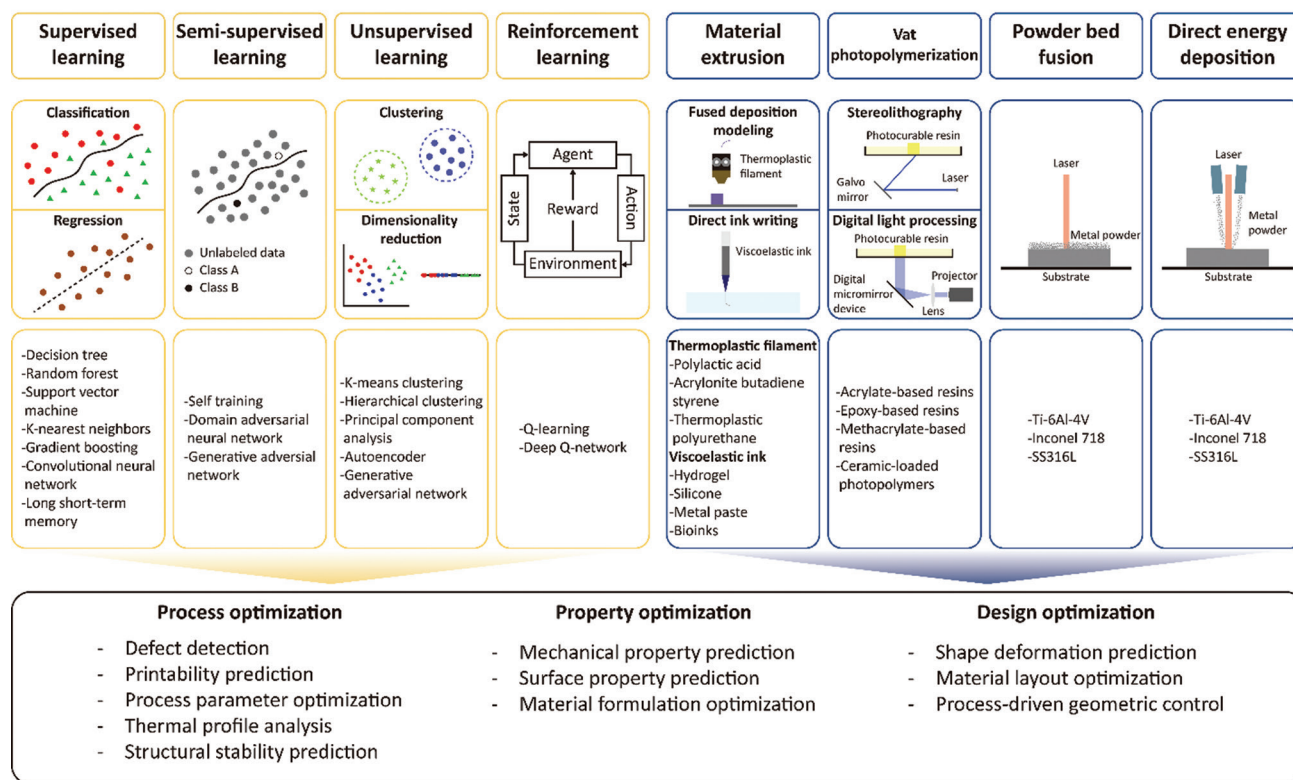 Supervised
learning
Semi-supervised
learning
Unsupervised
learning
Reinforcement
learning
Material
extrusion
Vat
photopolymerization
Powder bed
fusion
Direct energy
deposition
Classification
Regression
Unlabeled data
Class A
Class B
Clustering
Dimensionality
reduction
Agent
State
Reward
Action
Environment
Fused deposition
modeling
Thermoplastic
filament
Direct ink writing
Viscoelastic ink
Stereolithography
Photocurable resin
Galvo
mirror
Laser
Digital light processing
Photocurable resin
Digital
micromirror
device
Projector
Lens
Laser
Metal powder
Substrate
Laser
Metal
powder
Substrate
-Decision tree
-Random forest
-Support vector
machine
-K-nearest neighbors
-Gradient boosting
-Convolutional neural
network
-Long short-term
memory
-Self training
-Domain adversarial
neural network
-Generative adversial
network
-K-means clustering
-Hierarchical clustering
-Principal component
analysis
-Autoencoder
-Generative
adversarial network
-Q-learning
-Deep Q-network
Thermoplastic filament
-Polylactic acid
-Acrylonite butadiene
styrene
-Thermoplastic
polyurethane
Viscoelastic ink
-Hydrogel
-Silicone
-Metal paste
-Bioinks
-Acrylate-based resins
-Epoxy-based resins
-Methacrylate-based
resins
-Ceramic-loaded
photopolymers
-Ti-6Al-4V
-Inconel 718
-SS316L
-Ti-6Al-4V
-Inconel 718
-SS316L
Process optimization
- Defect detection
- Printability prediction
- Process parameter optimization
- Thermal profile analysis
- Structural stability prediction
Property optimization
- Mechanical property prediction
- Surface property prediction
- Material formulation optimization
Design optimization
- Shape deformation prediction
- Material layout optimization
- Process-driven geometric control